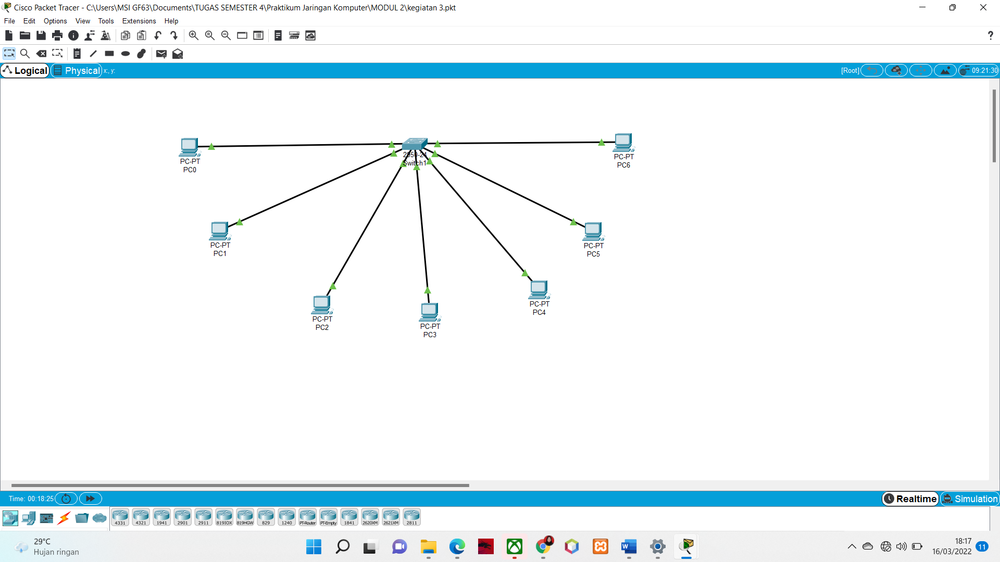 Cisco Packet Tracer - C:\Users\MSI GF63\Documents\TUGAS SEMESTER 4\Praktikum Jaringan Komputer\MODUL 2\kegiatan 3.pkt
File Edit Options View Tools Extensions Help
?
Logical Physical x:, y: [Root] 09:21:30
PC-PT
PC0
2950-24
Switch1
PC-PT
PC6
PC-PT
PC1
PC-PT
PC5
PC-PT
PC4
PC-PT
PC2
PC-PT
PC3
Time: 00:18:25 Realtime Simulation
4331 4321 1941 2901 2911 819IOX 819HGW 829 1240 PT-Router PT-Empty 1841 2620XM 2621XM 2811
29°C
Hujan ringan
18:17
16/03/2022
11